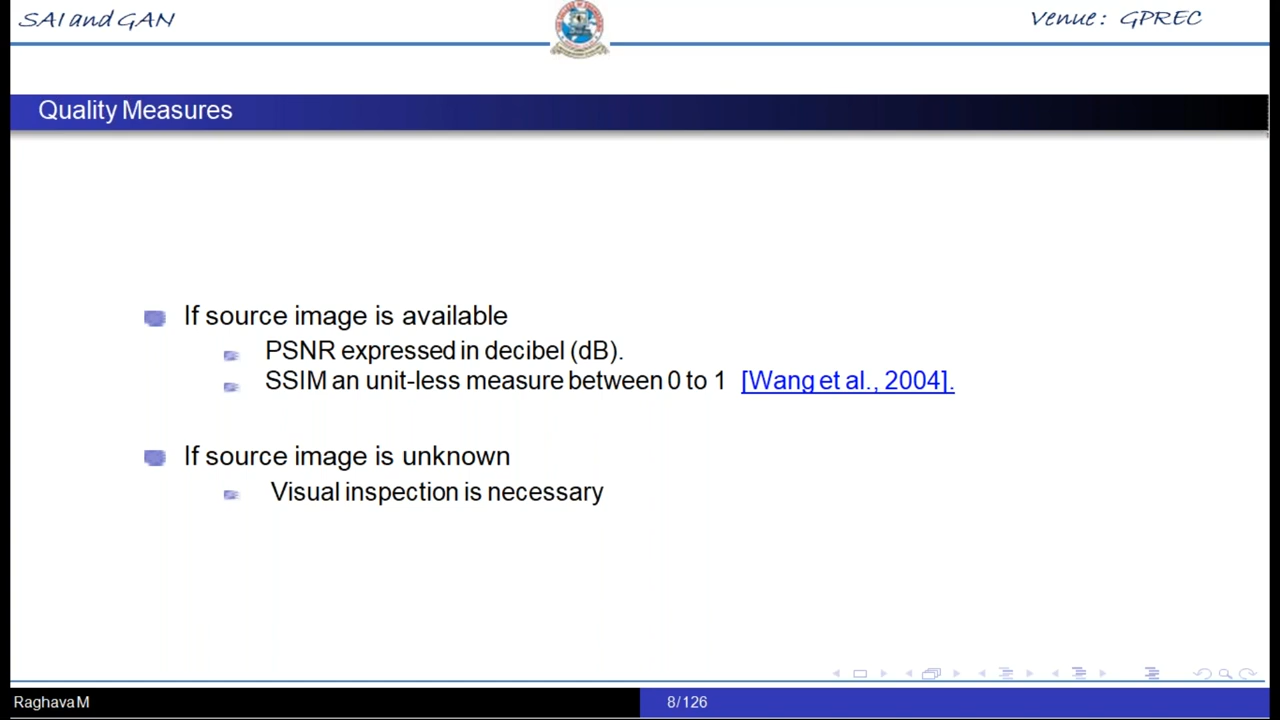 SAI and GAN
Venue: GPREC
Quality Measures
If source image is available
PSNR expressed in decibel (dB).
SSIM an unit-less measure between 0 to 1 [Wang et al., 2004].
If source image is unknown
Visual inspection is necessary
Raghava M
8/126